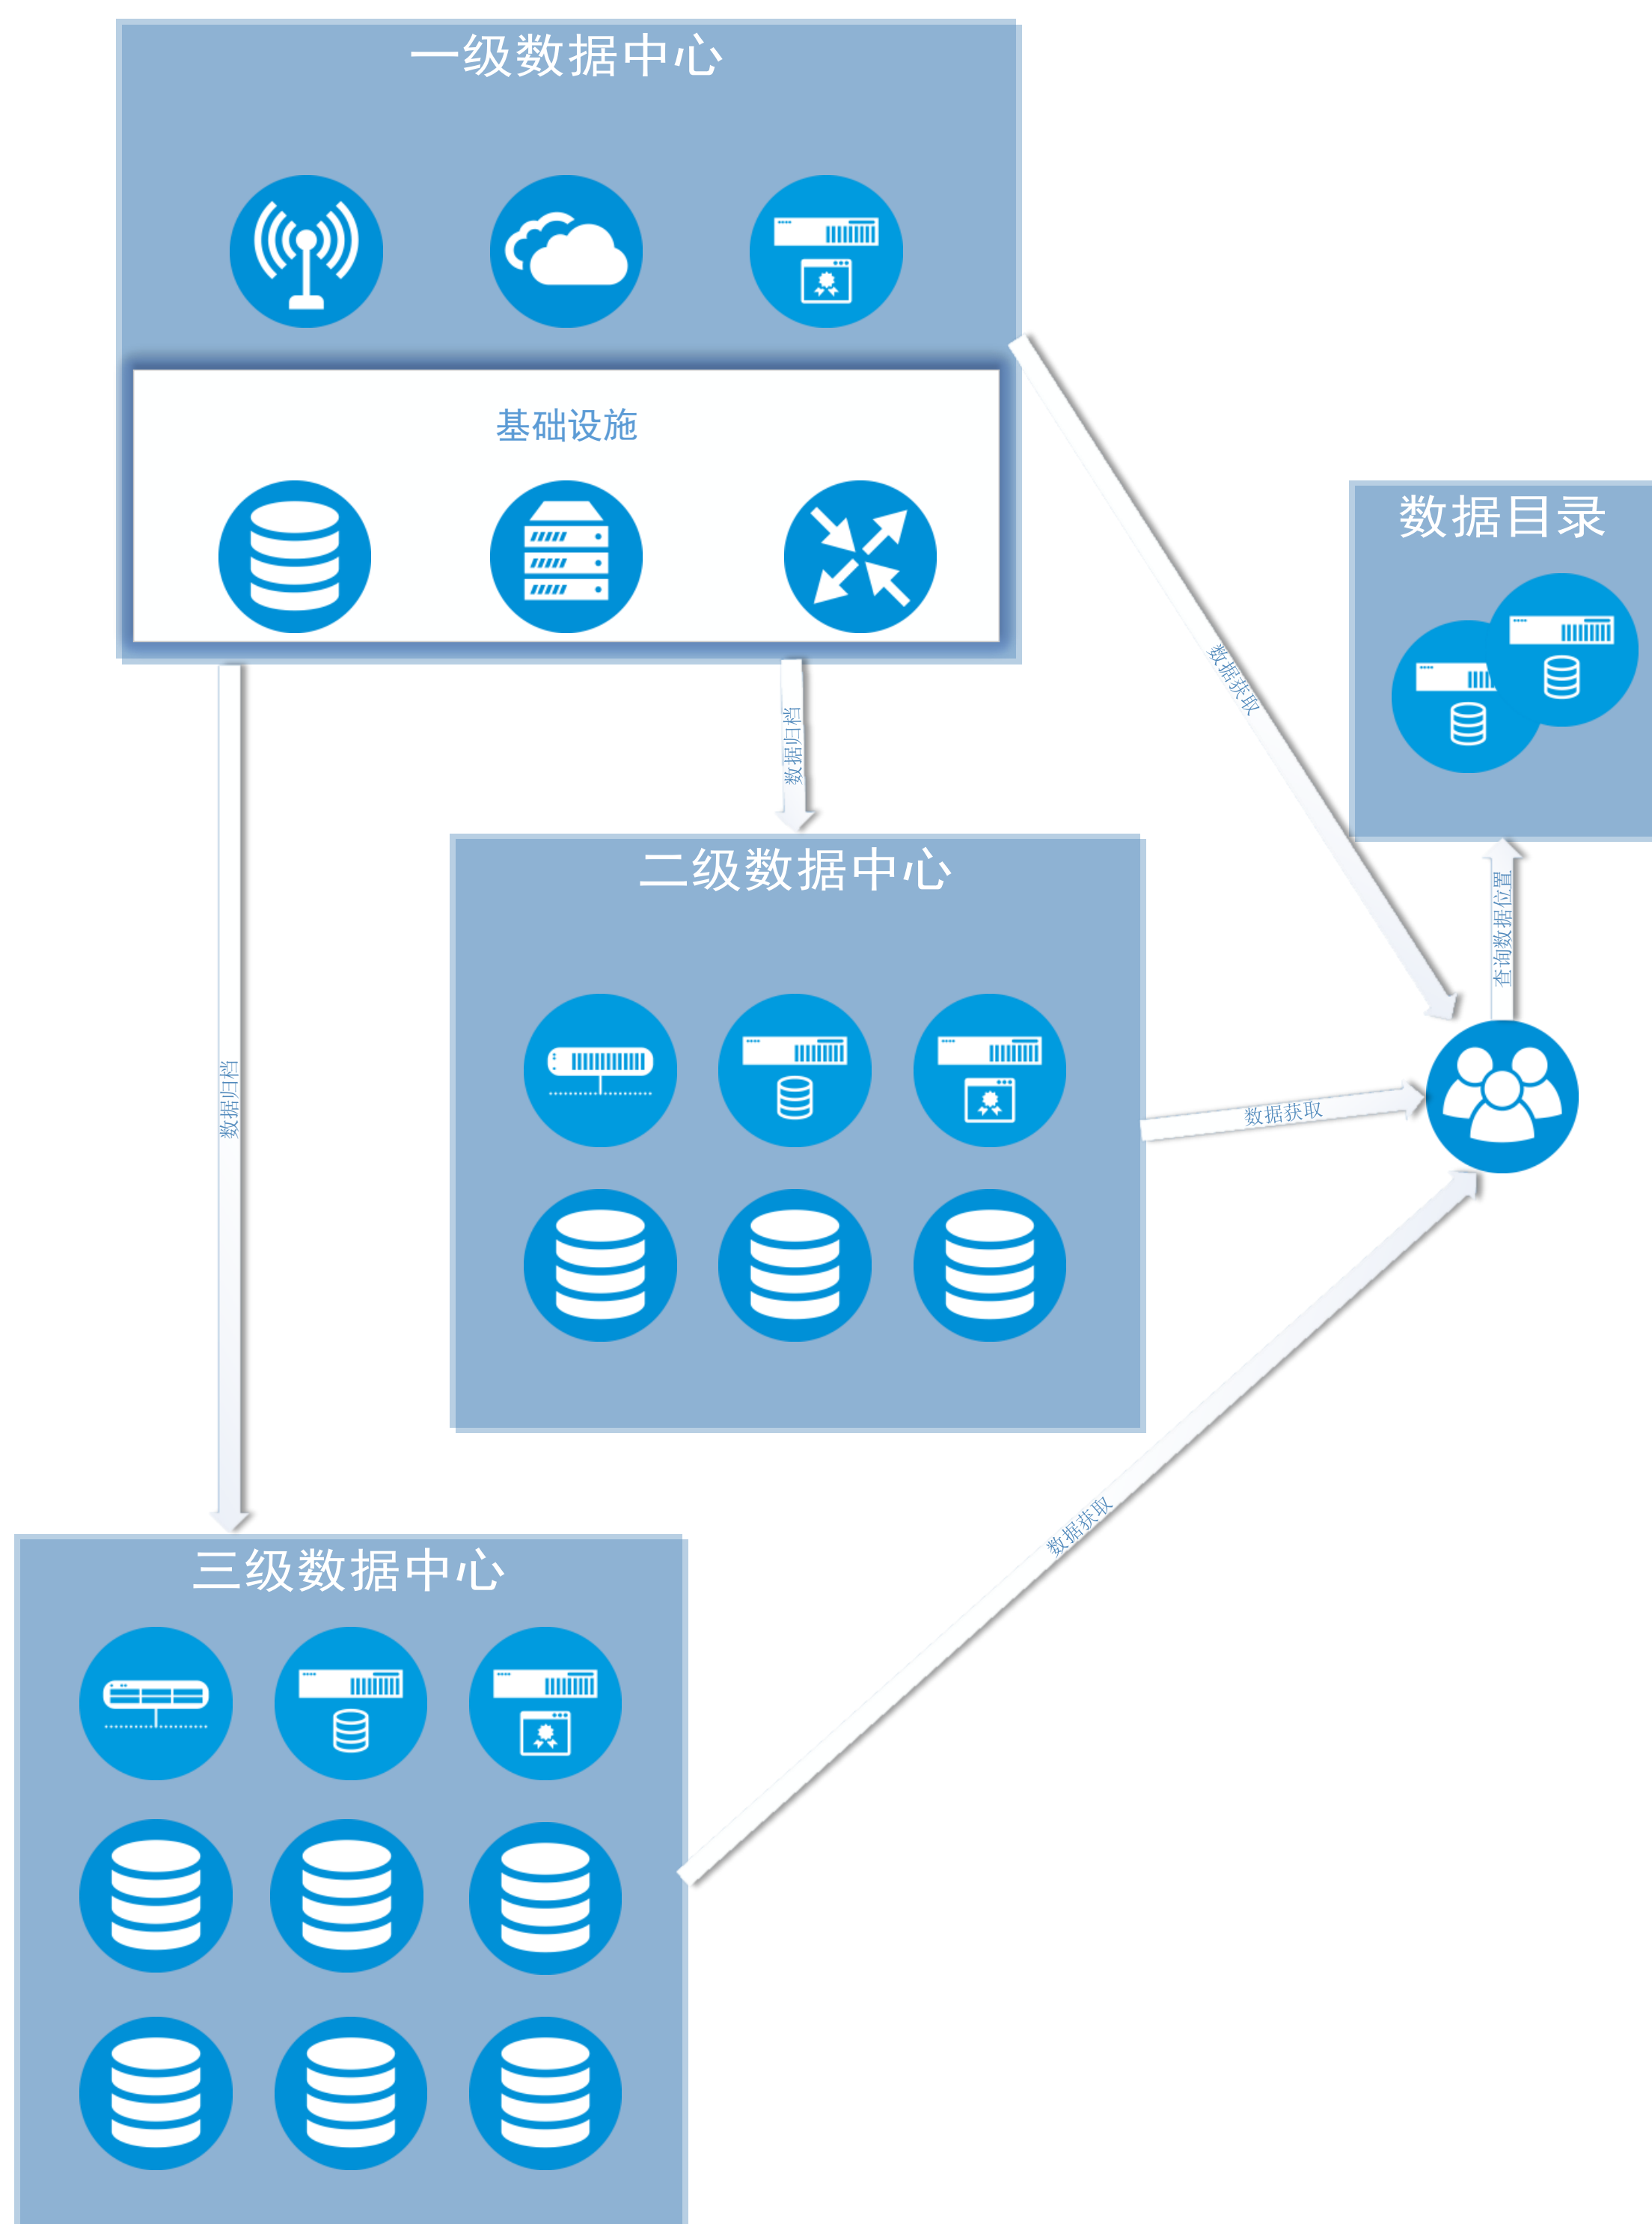 一级数据中心
基础设施
数据目录
数据获取
数据归档
二级数据中心
查询数据位置
数据归档
数据获取
数据获取
三级数据中心